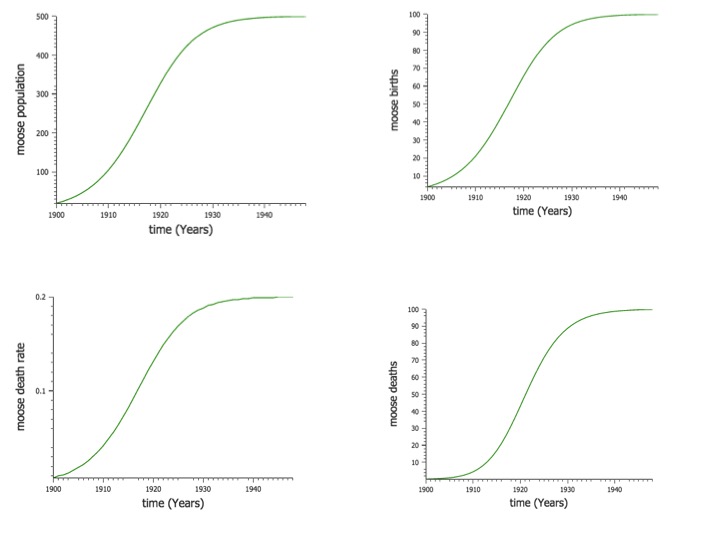 500
400
300
200
100
moose population
1900 1910 1920 1930 1940
time (Years)
100
90
80
70
60
50
40
30
20
10
moose births
1900 1910 1920 1930 1940
time (Years)
0.2
0.1
moose death rate
1900 1910 1920 1930 1940
time (Years)
100
90
80
70
60
50
40
30
20
10
moose deaths
1900 1910 1920 1930 1940
time (Years)